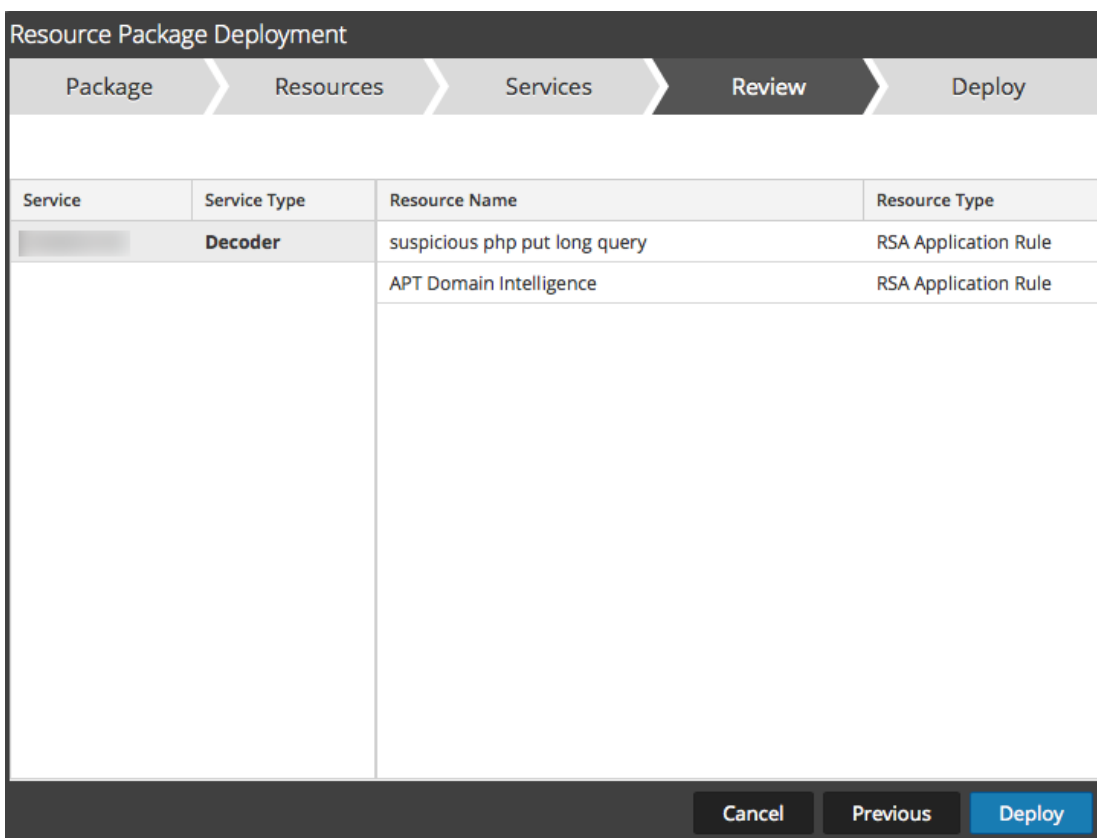 Resource Package Deployment
Package Resources Services Review Deploy
Service Service Type Resource Name Resource Type
Decoder suspicious php put long query RSA Application Rule
APT Domain Intelligence RSA Application Rule
Cancel Previous Deploy